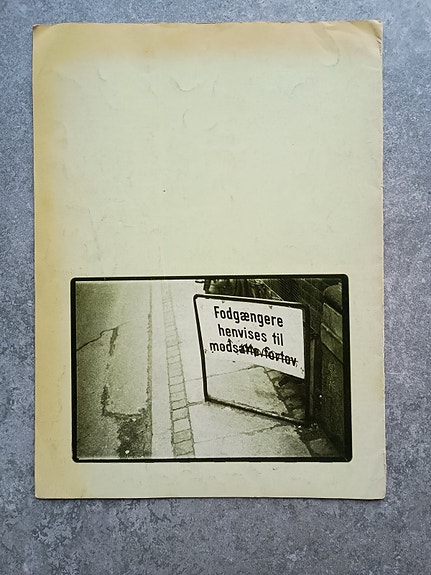 Fodgængere
henvises til
modsatte fortov